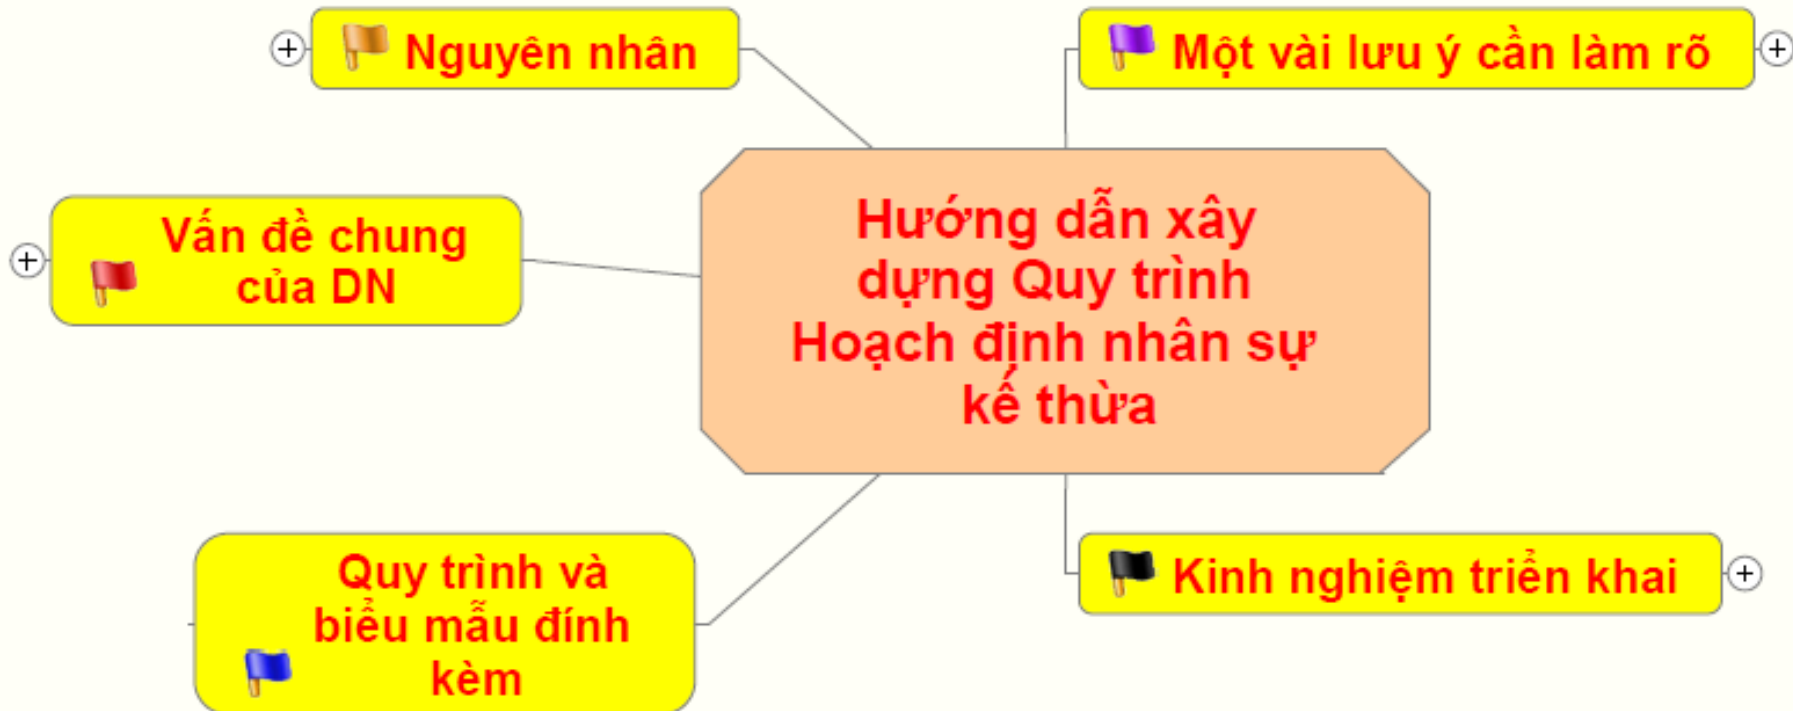 Nguyên nhân
Một vài lưu ý cần làm rõ
Vấn đề chung
của DN
Hướng dẫn xây
dựng Quy trình
Hoạch định nhân sự
kế thừa
Quy trình và
biểu mẫu đính
kèm
Kinh nghiệm triển khai